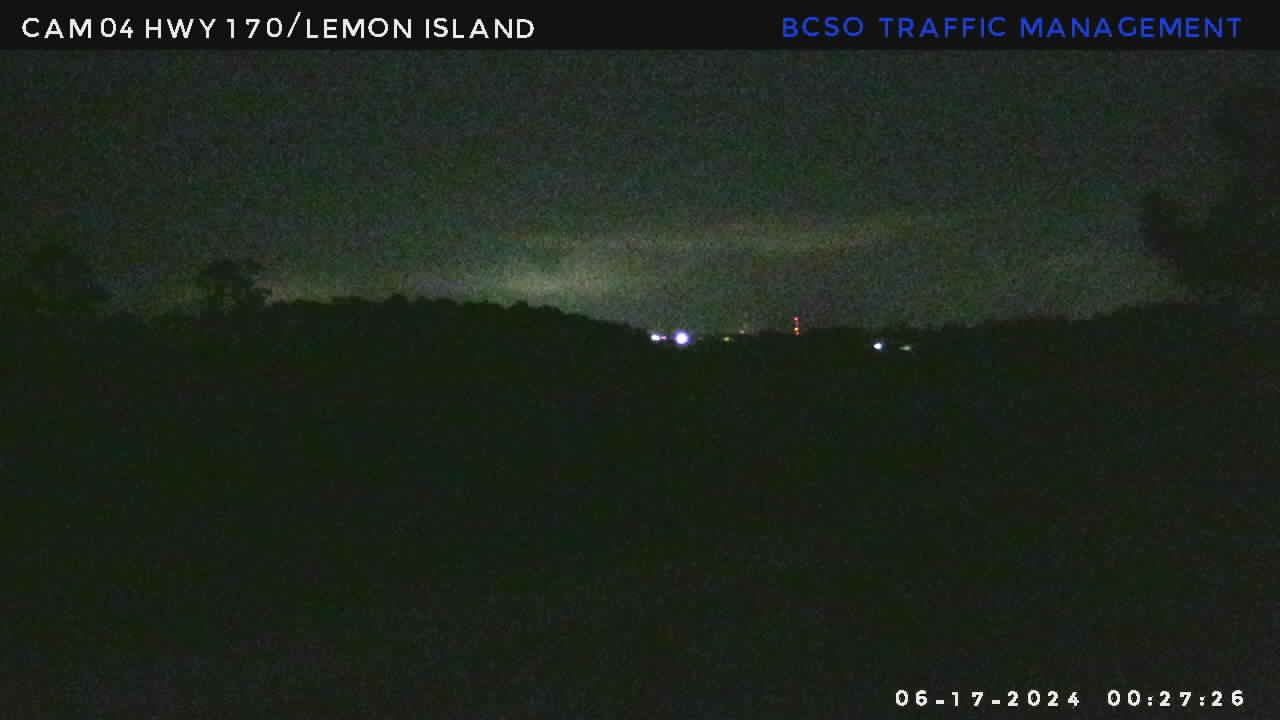 CAM 04 HWY 170/LEMON ISLAND
BCSO TRAFFIC MANAGEMENT
06-17-2024 00:27:26